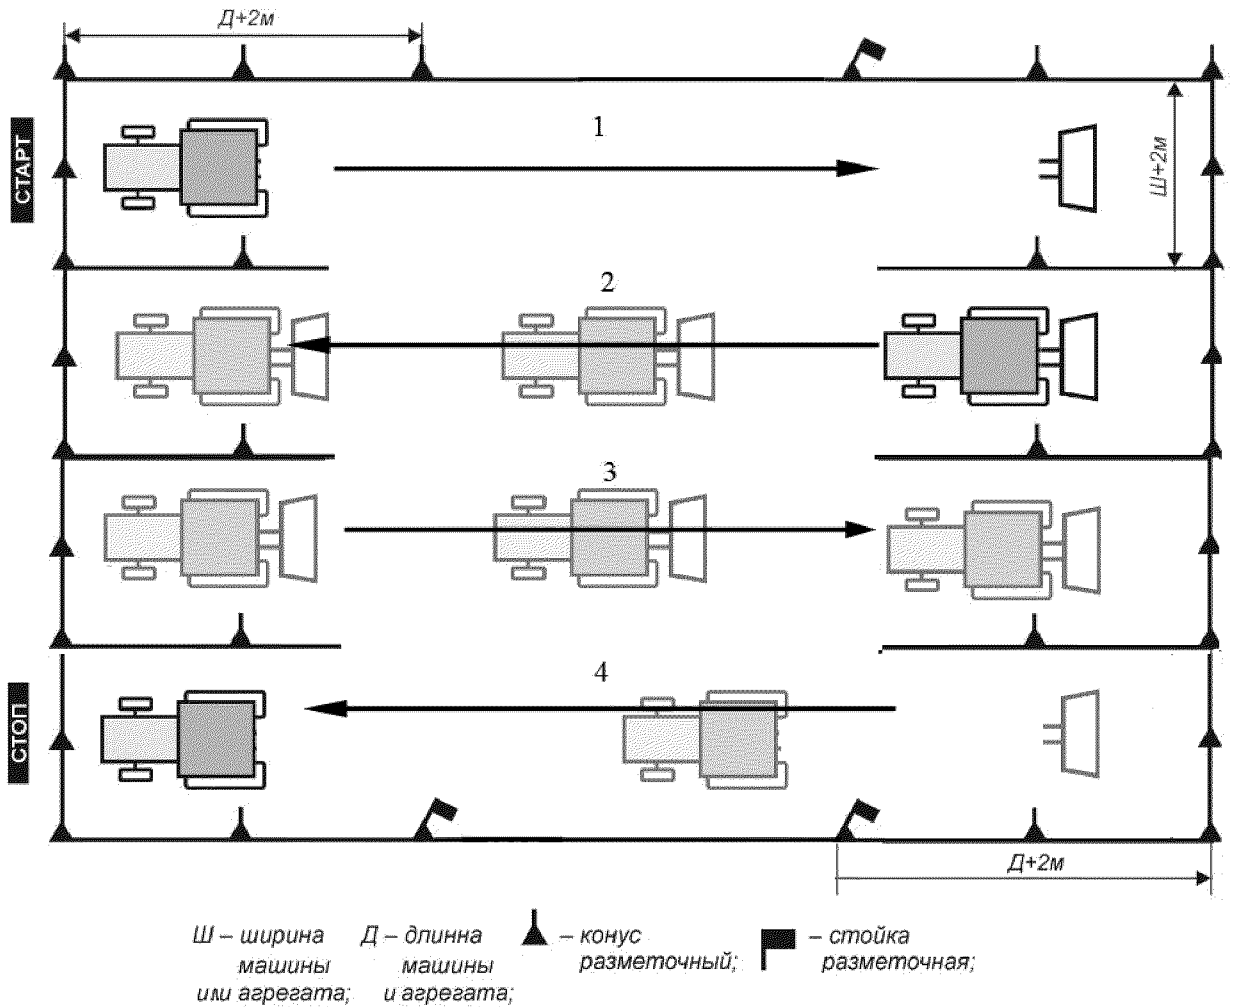 Д+2м
СТАРТ
1
Ш+2м
2
3
СТОП
4
Д+2м
Ш – ширина машины или агрегата;
Д – длинна машины и агрегата;
– конус разметочный;
– стойка разметочная;